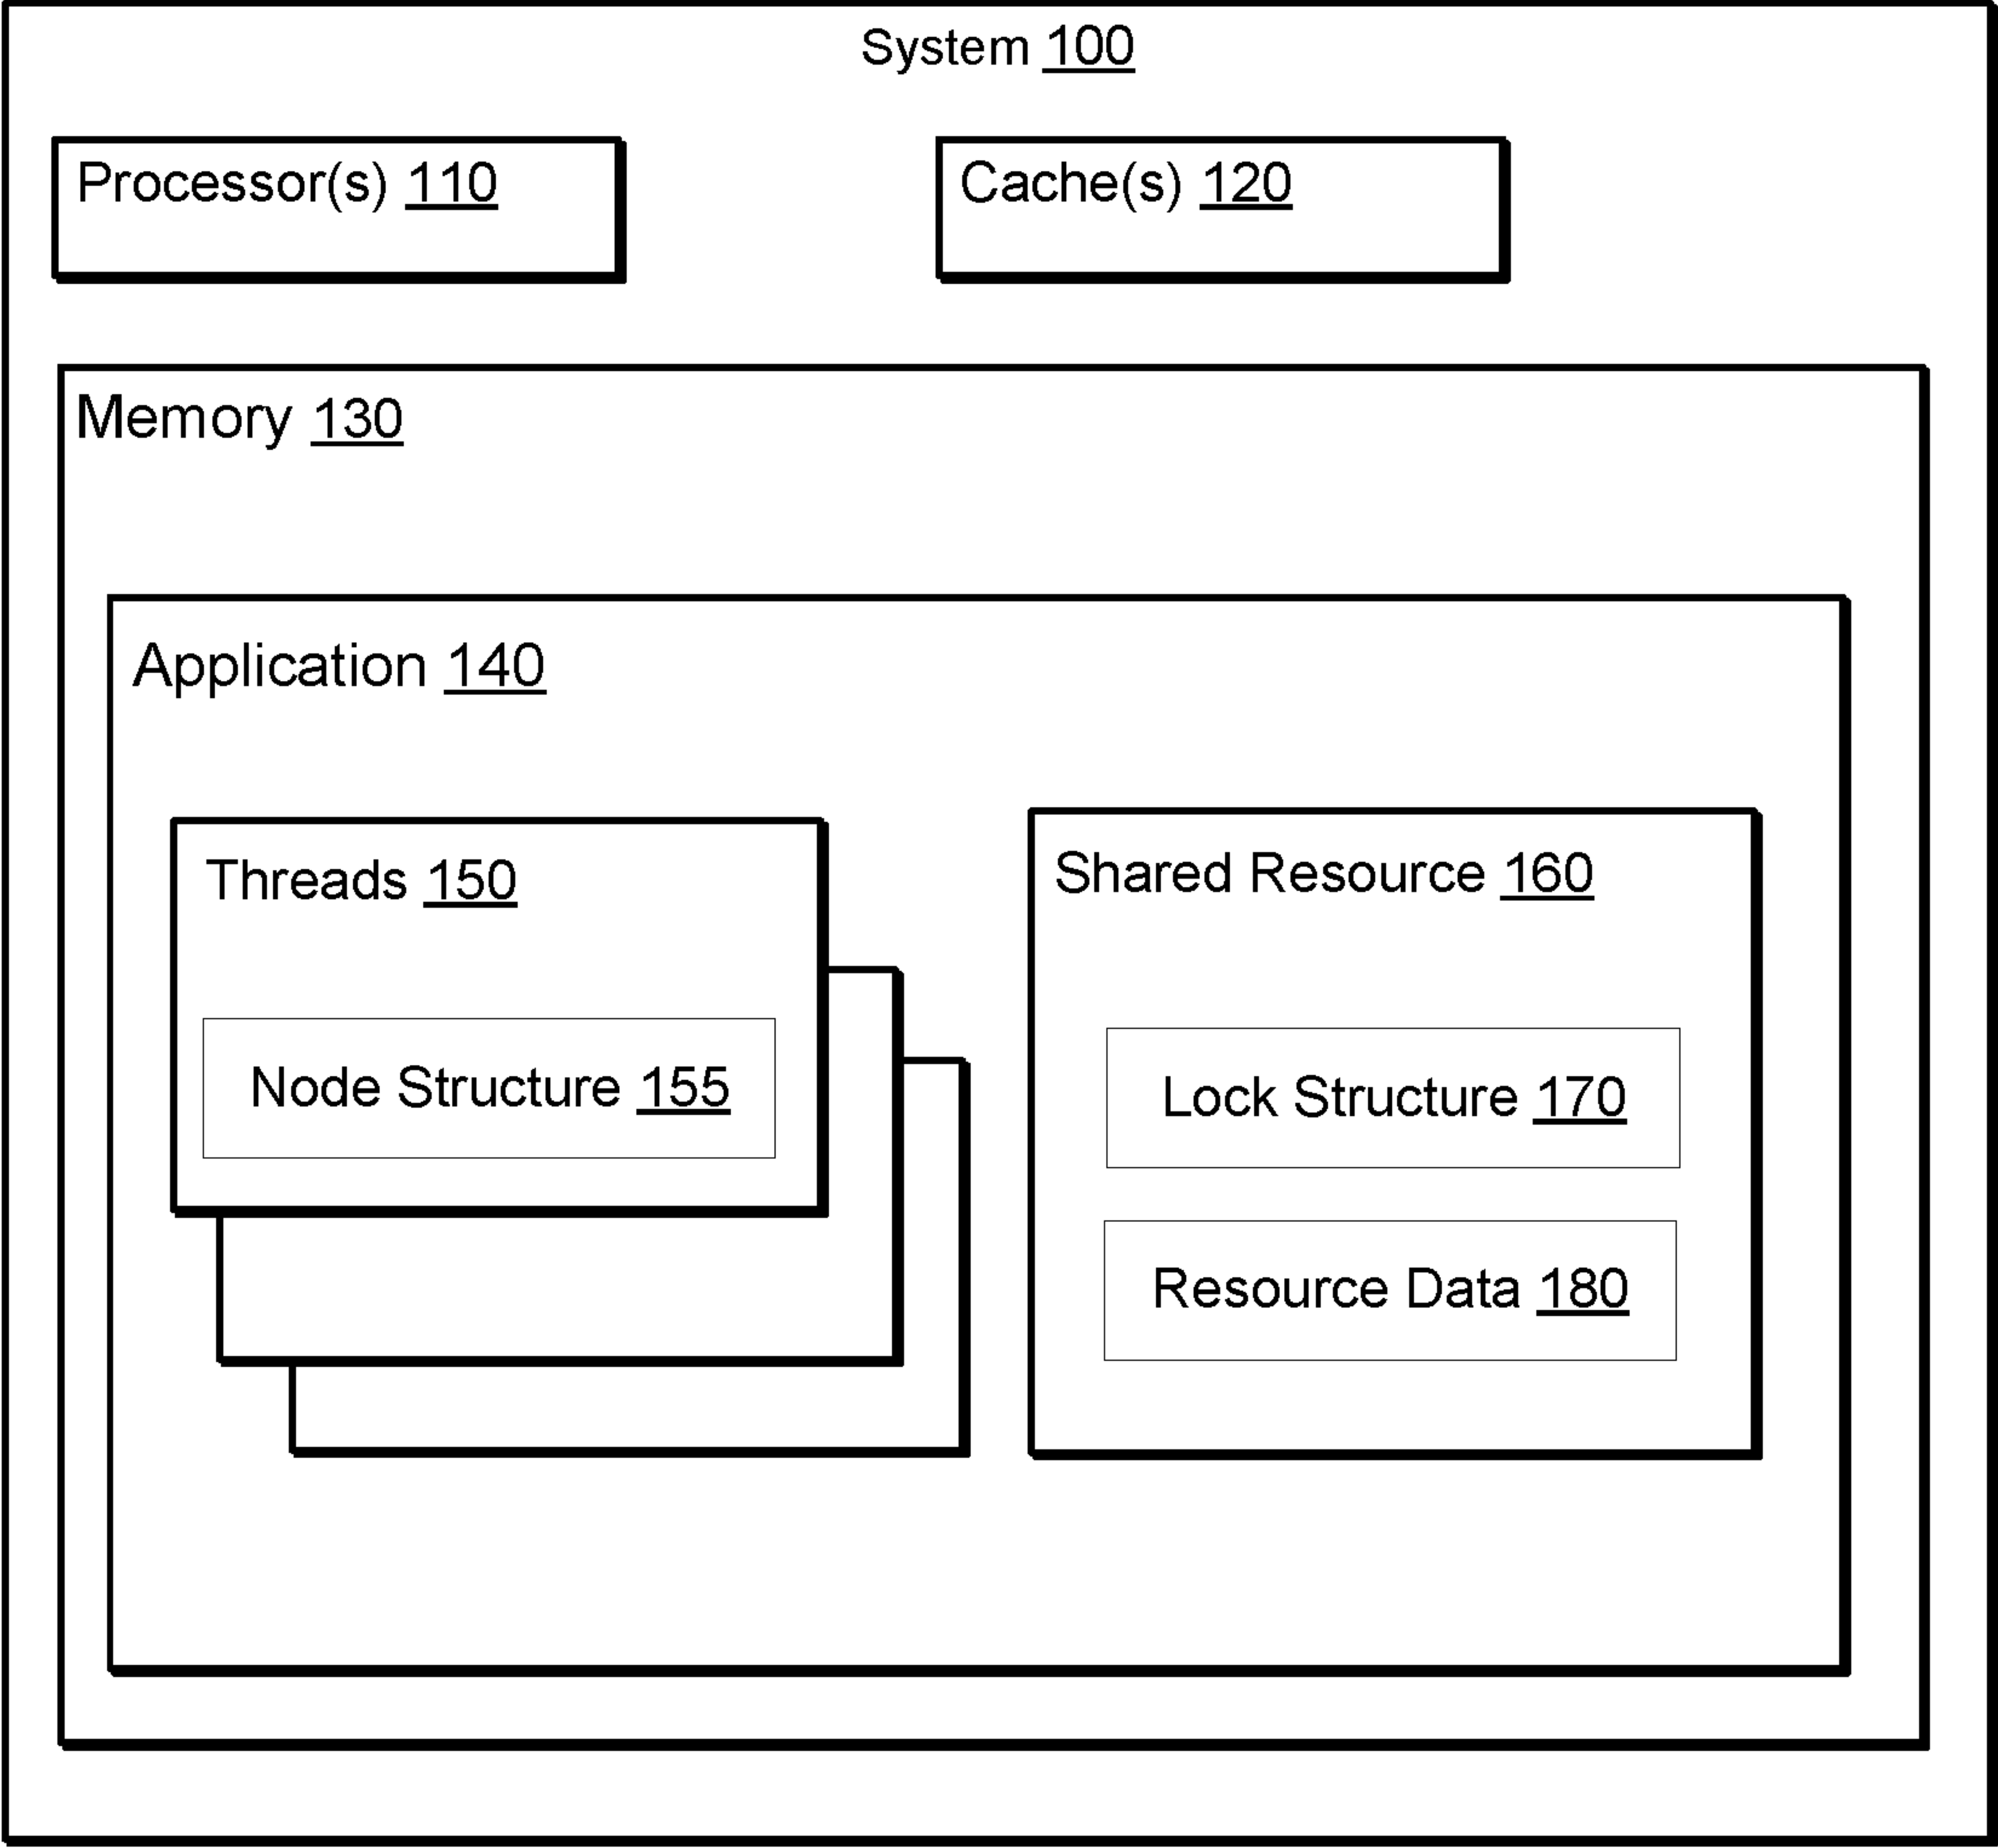 System 100
Processor(s) 110
Cache(s) 120
Memory 130
Application 140
Threads 150
Node Structure 155
Shared Resource 160
Lock Structure 170
Resource Data 180